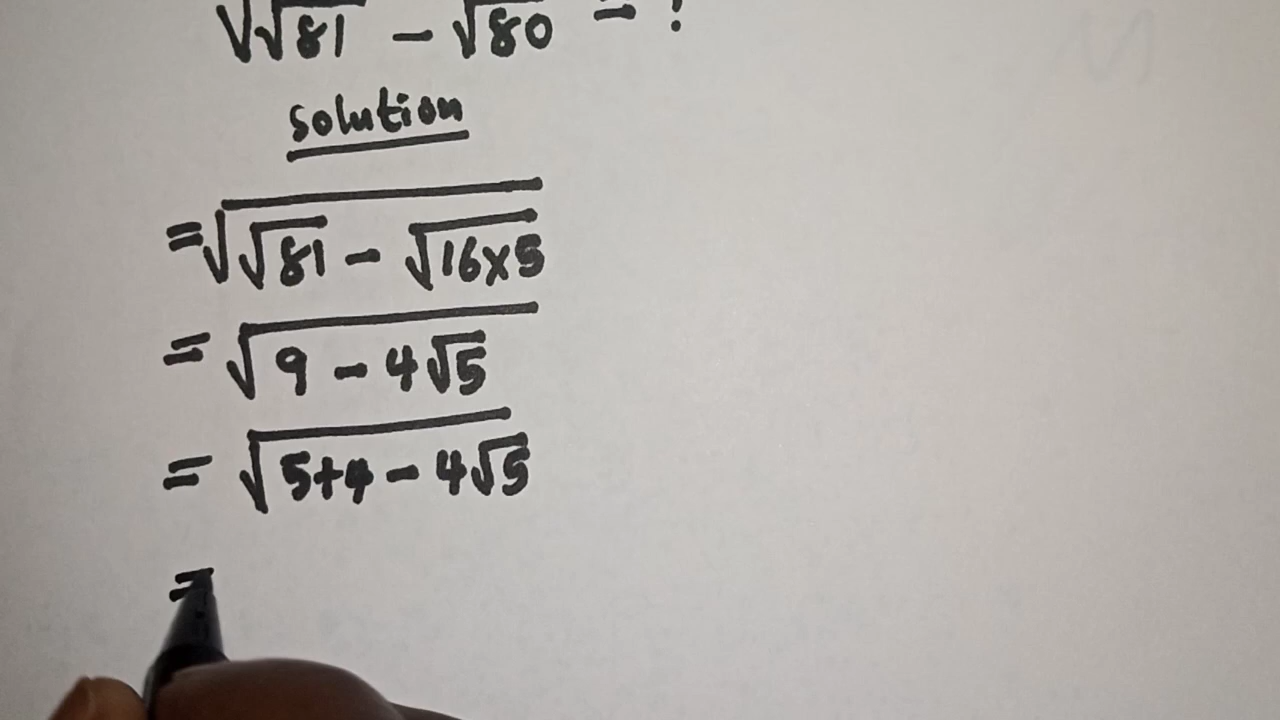 √√81 - √80 = ?
solution
= √√81 - √16×5
= √9 - 4√5
= √5+4 - 4√5
=